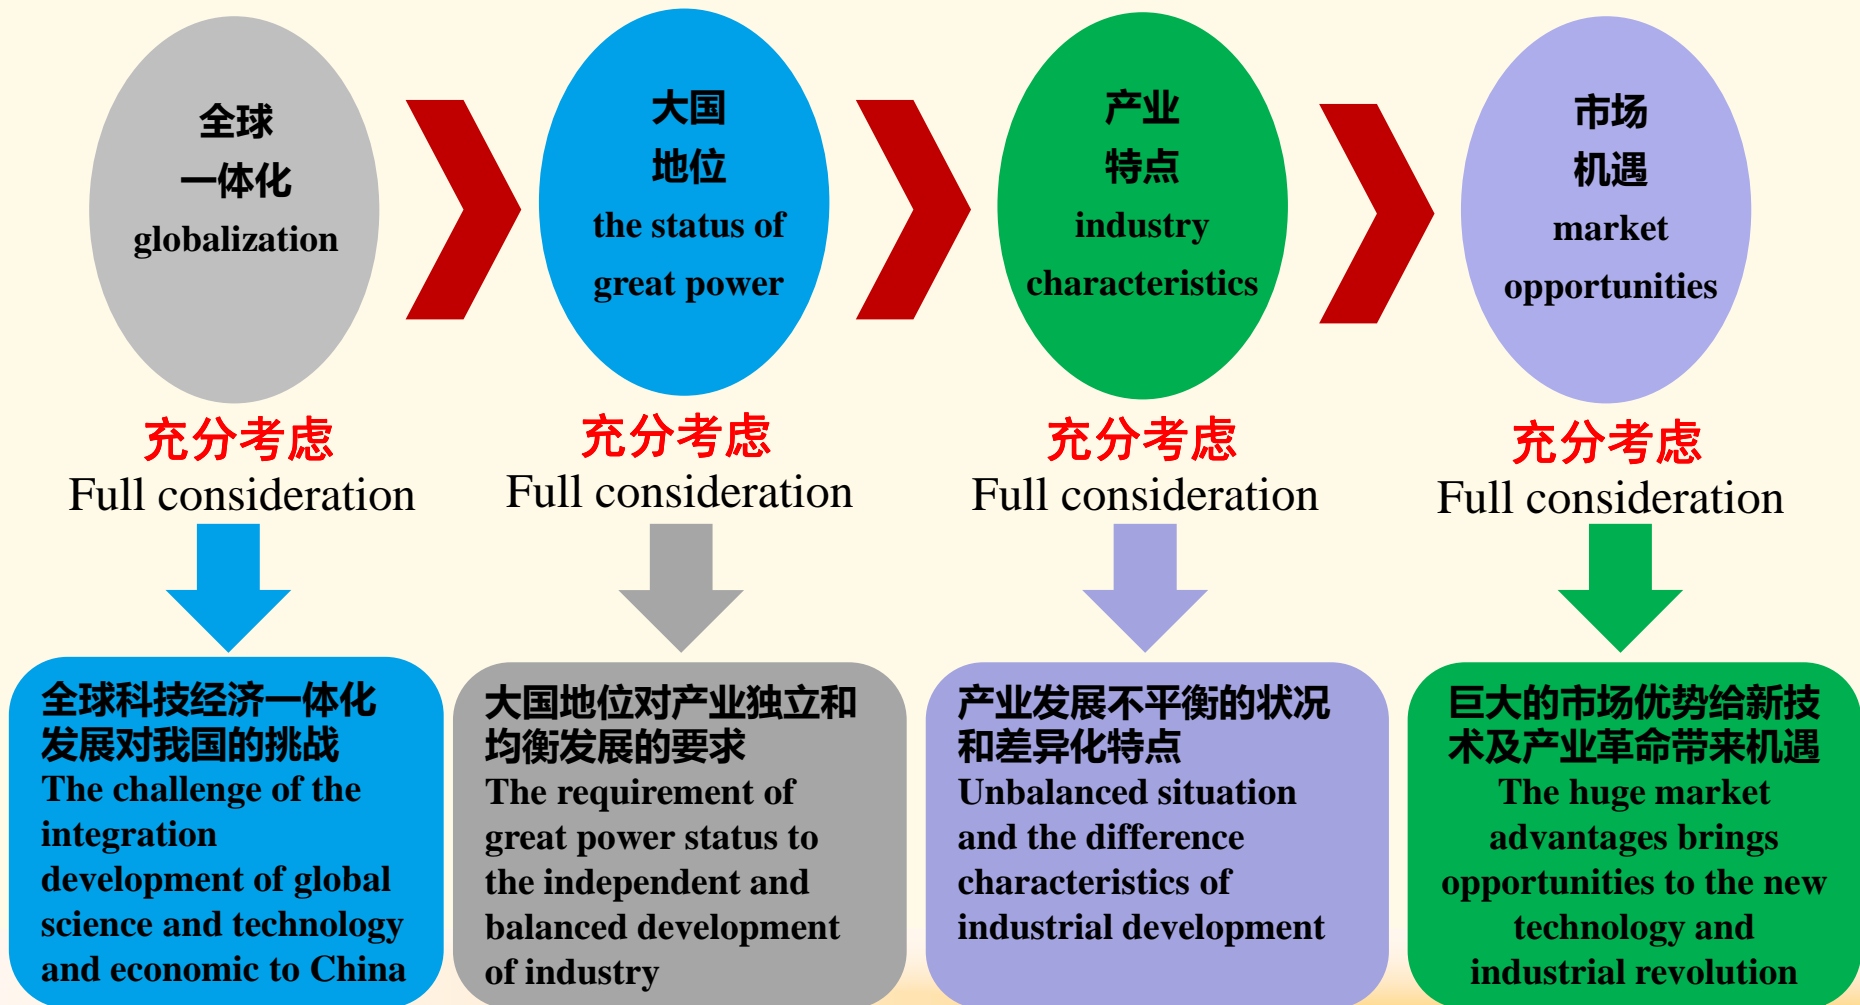 全球
一体化
globalization
大国
地位
the status of
great power
产业
特点
industry
characteristics
市场
机遇
market
opportunities
充分考虑
Full consideration
充分考虑
Full consideration
充分考虑
Full consideration
充分考虑
Full consideration
全球科技经济一体化
发展对我国的挑战
The challenge of the
integration
development of global
science and technology
and economic to China
大国地位对产业独立和
均衡发展的要求
The requirement of
great power status to
the independent and
balanced development
of industry
产业发展不平衡的状况
和差异化特点
Unbalanced situation
and the difference
characteristics of
industrial development
巨大的市场优势给新技
术及产业革命带来机遇
The huge market
advantages brings
opportunities to the new
technology and
industrial revolution